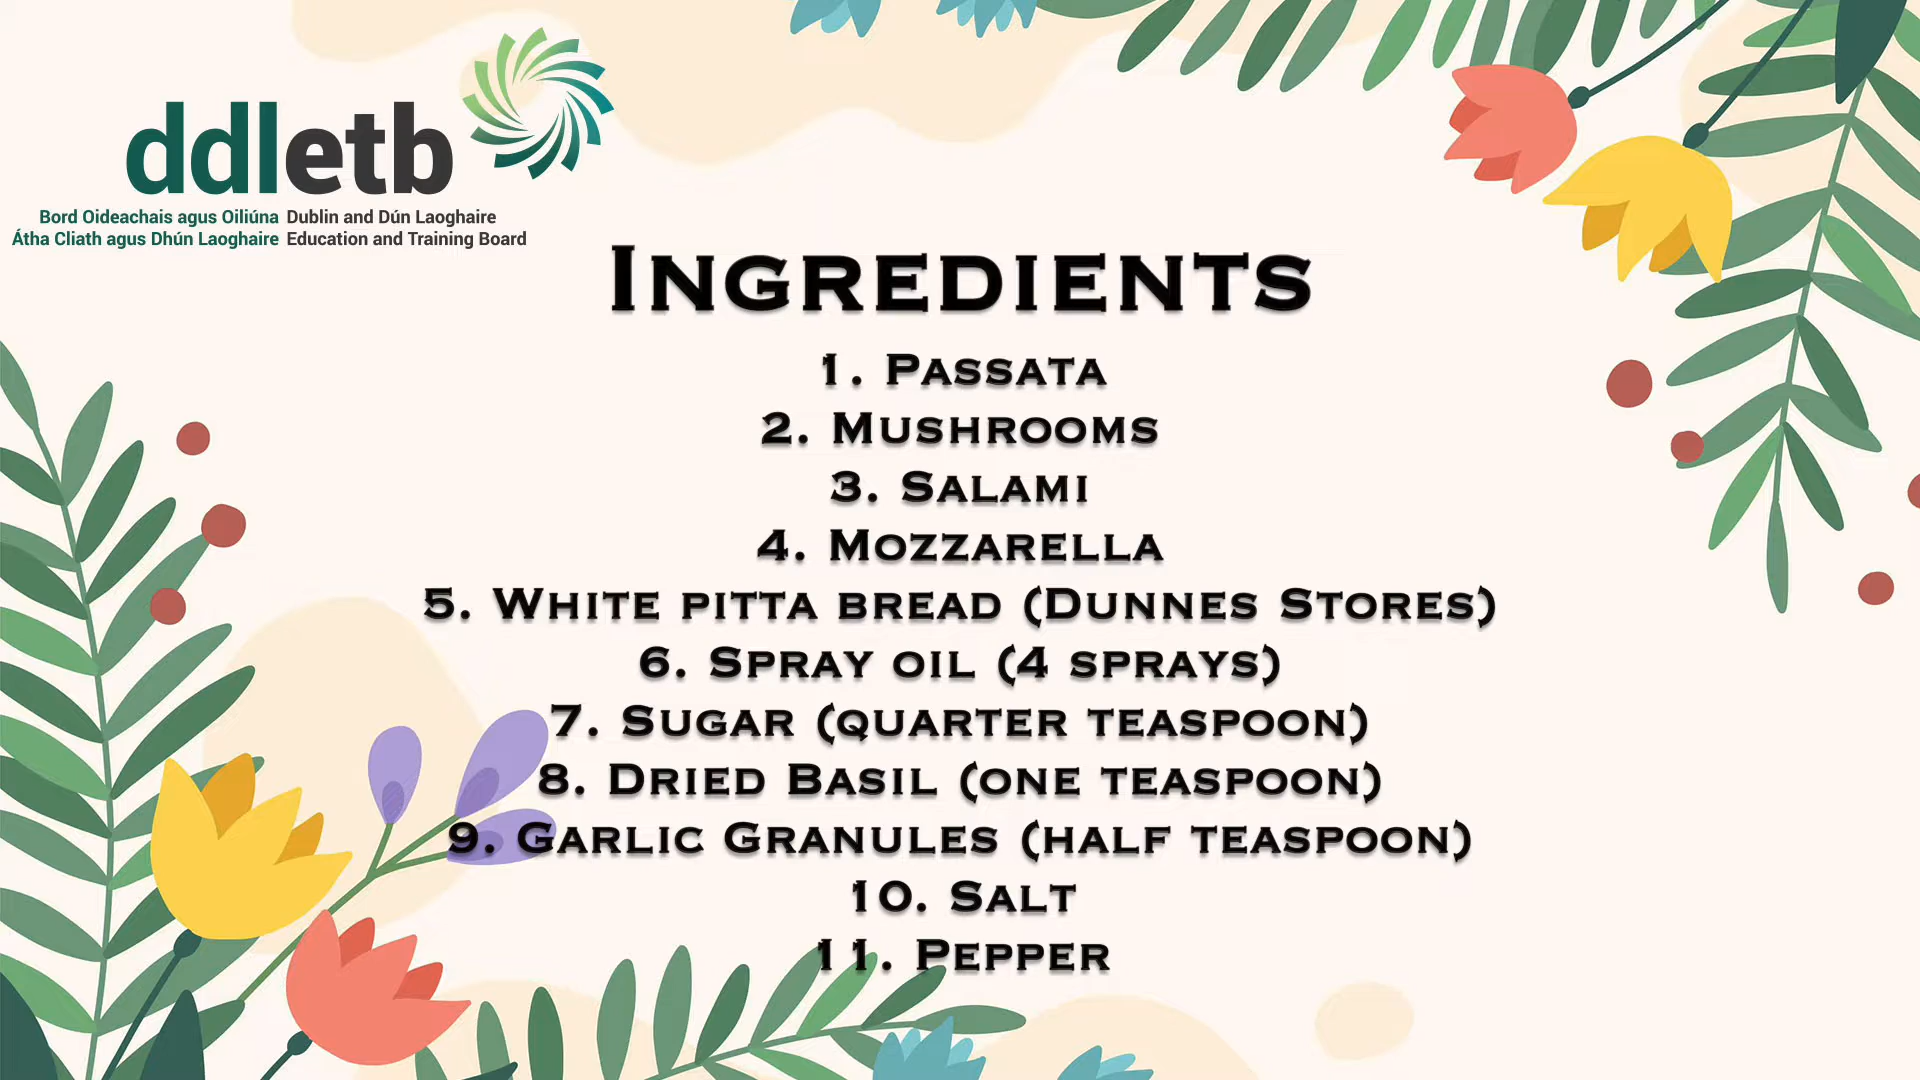 ddletb
Bord Oideachais agus Oiliúna Dublin and Dún Laoghaire
Átha Cliath agus Dhún Laoghaire Education and Training Board
Ingredients
1. Passata
2. Mushrooms
3. Salami
4. Mozzarella
5. White pitta bread (Dunnes Stores)
6. Spray oil (4 sprays)
7. Sugar (quarter teaspoon)
8. Dried Basil (one teaspoon)
9. Garlic Granules (half teaspoon)
10. Salt
11. Pepper